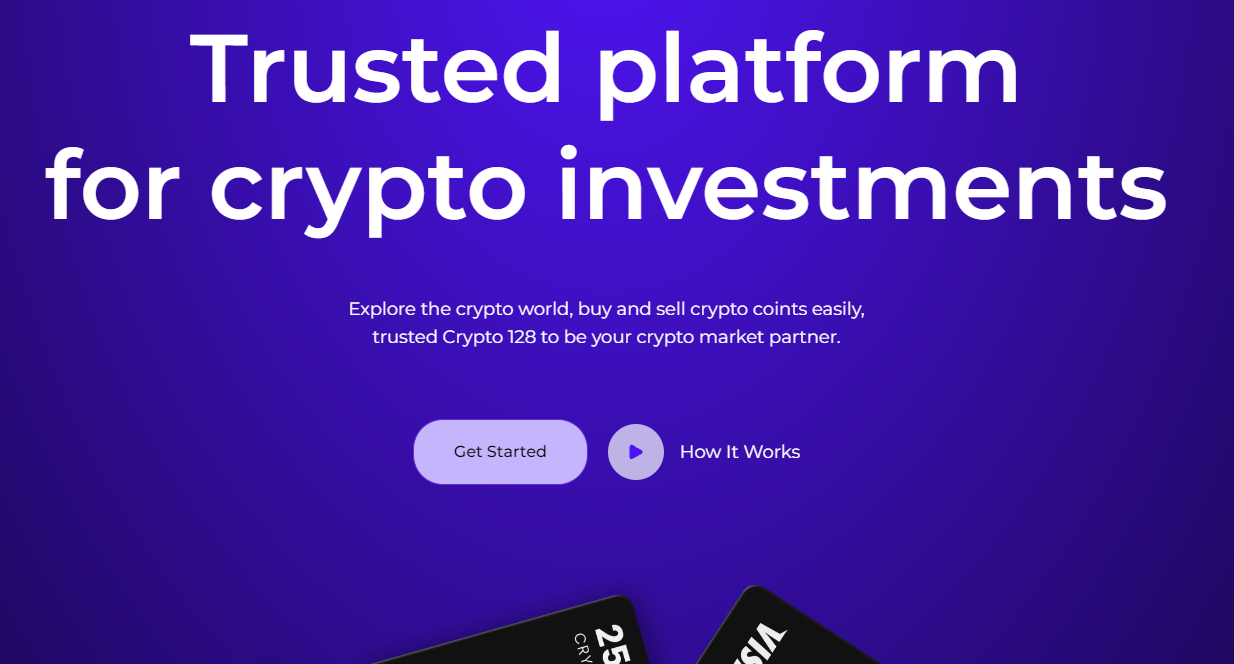 Trusted platform
for crypto investments
Explore the crypto world, buy and sell crypto coints easily,
trusted Crypto 128 to be your crypto market partner.
Get Started
How It Works
25
CRY
VIS